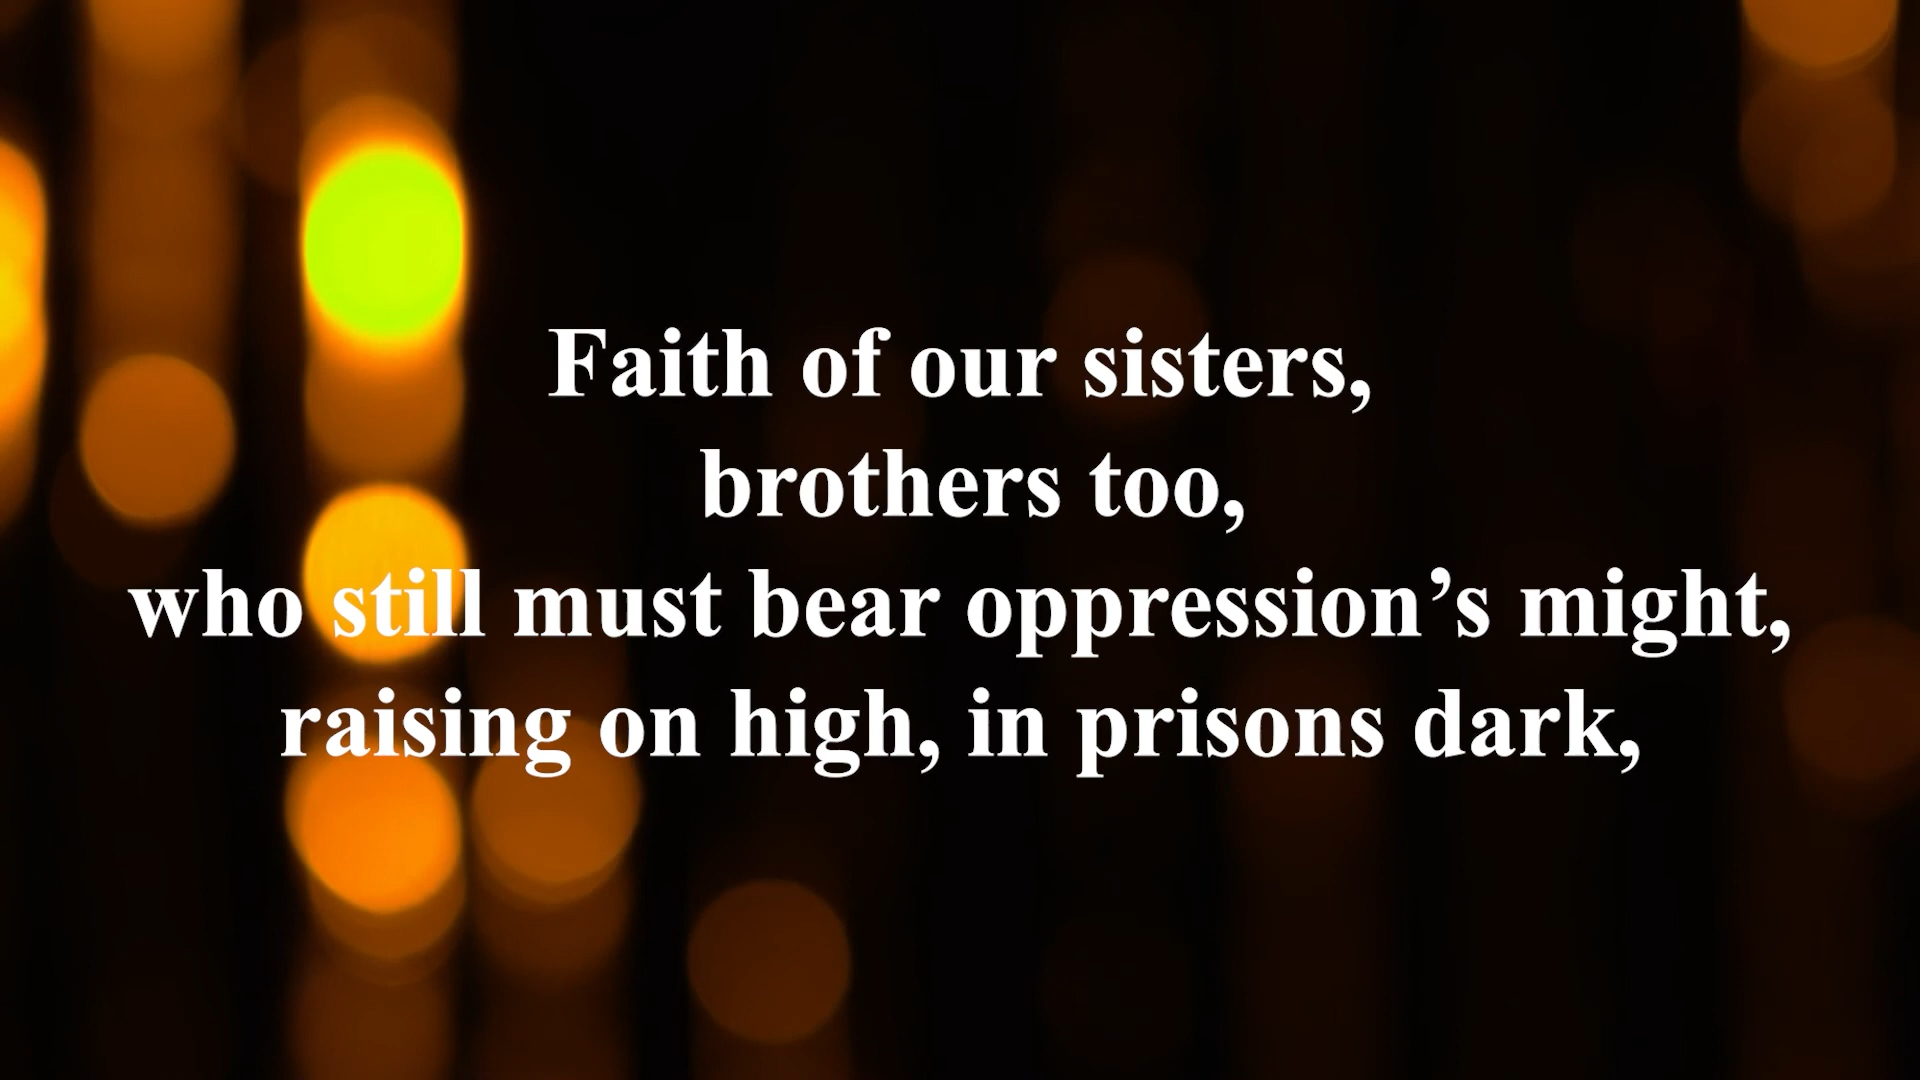 Faith of our sisters,
brothers too,
who still must bear oppression’s might,
raising on high, in prisons dark,